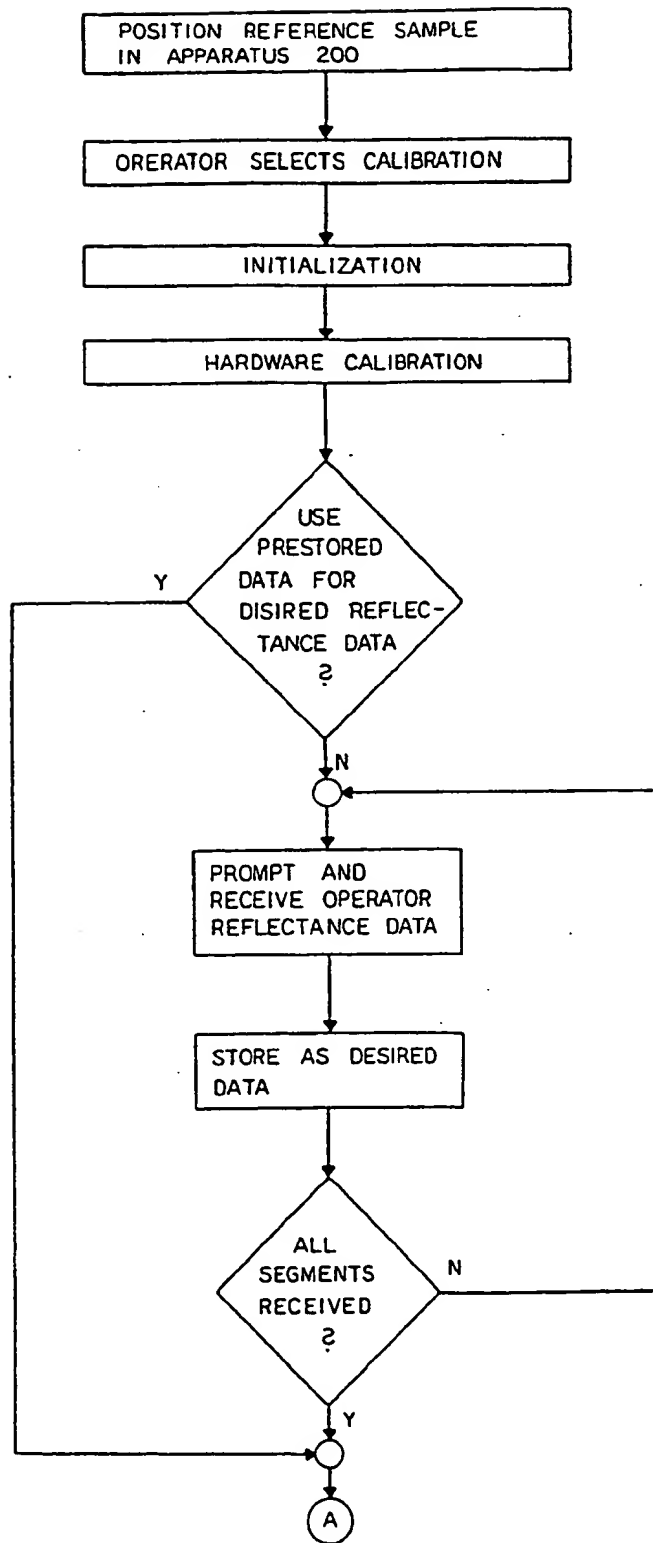 POSITION REFERENCE SAMPLE
IN APPARATUS 200
ORERATOR SELECTS CALIBRATION
INITIALIZATION
HARDWARE CALIBRATION
USE
PRESTORED
DATA FOR
DISIRED REFLEC-
TANCE DATA
?
Y
N
PROMPT AND
RECEIVE OPERATOR
REFLECTANCE DATA
STORE AS DESIRED
DATA
ALL
SEGMENTS
RECEIVED
?
N
Y
A